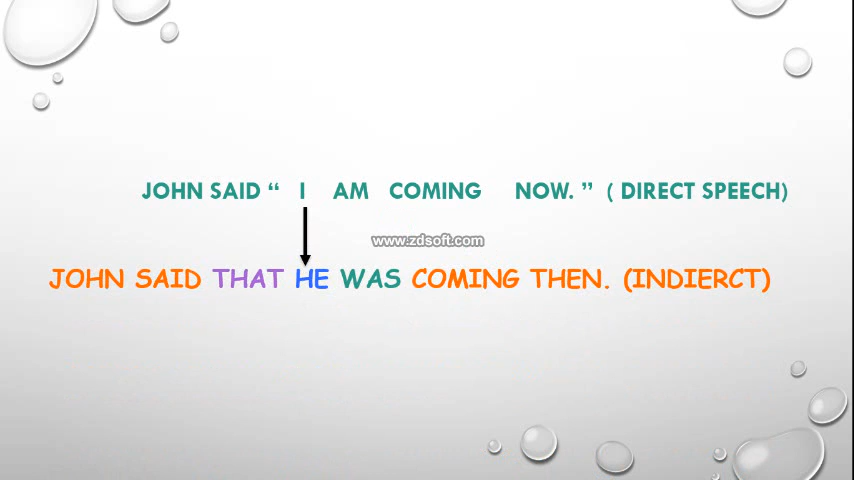 JOHN SAID “ I AM COMING NOW. ” ( DIRECT SPEECH)
www.zdsoft.com
JOHN SAID THAT HE WAS COMING THEN. (INDIERCT)